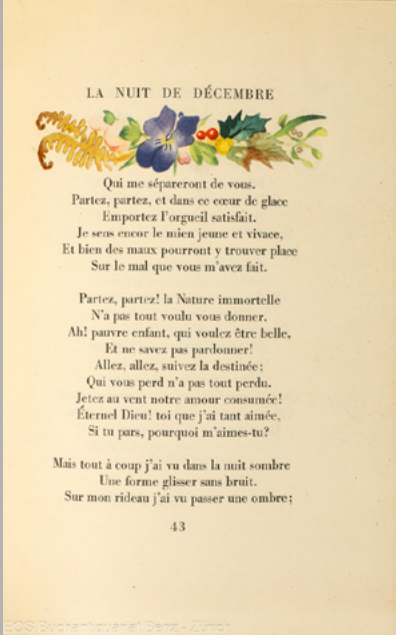 LA NUIT DE DÉCEMBRE
Qui me sépareront de vous.
Partez, partez, et dans ce cœur de glace
Emportez l'orgueil satisfait.
Je sens encor le mien jeune et vivace,
Et bien des maux pourront y trouver place
Sur le mal que vous m'avez fait.

Partez, partez! la Nature immortelle
N'a pas tout voulu vous donner.
Ah! pauvre enfant, qui voulez être belle,
Et ne savez pas pardonner!
Allez, allez, suivez la destinée;
Qui vous perd n'a pas tout perdu.
Jetez au vent notre amour consumée!
Éternel Dieu! toi que j'ai tant aimée,
Si tu pars, pourquoi m'aimes-tu?

Mais tout à coup j'ai vu dans la nuit sombre
Une forme glisser sans bruit.
Sur mon rideau j'ai vu passer une ombre;
43